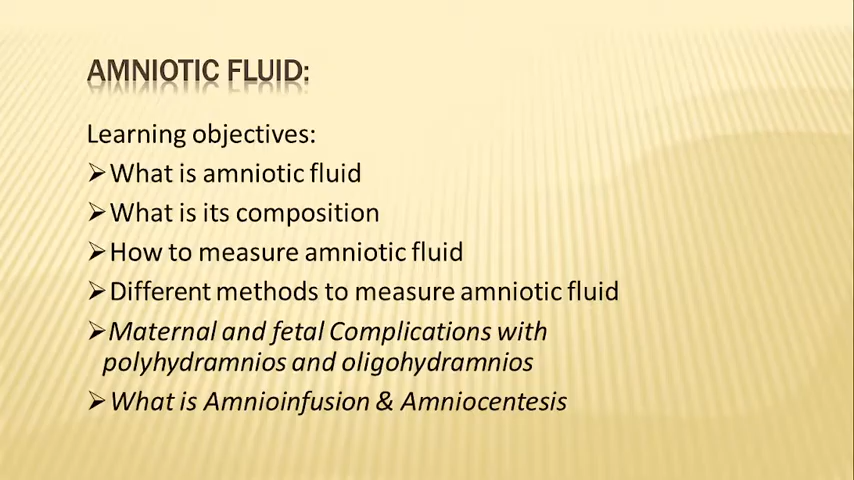 AMNIOTIC FLUID:
Learning objectives:
➢What is amniotic fluid
➢What is its composition
➢How to measure amniotic fluid
➢Different methods to measure amniotic fluid
➢Maternal and fetal Complications with
polyhydramnios and oligohydramnios
➢What is Amnioinfusion & Amniocentesis